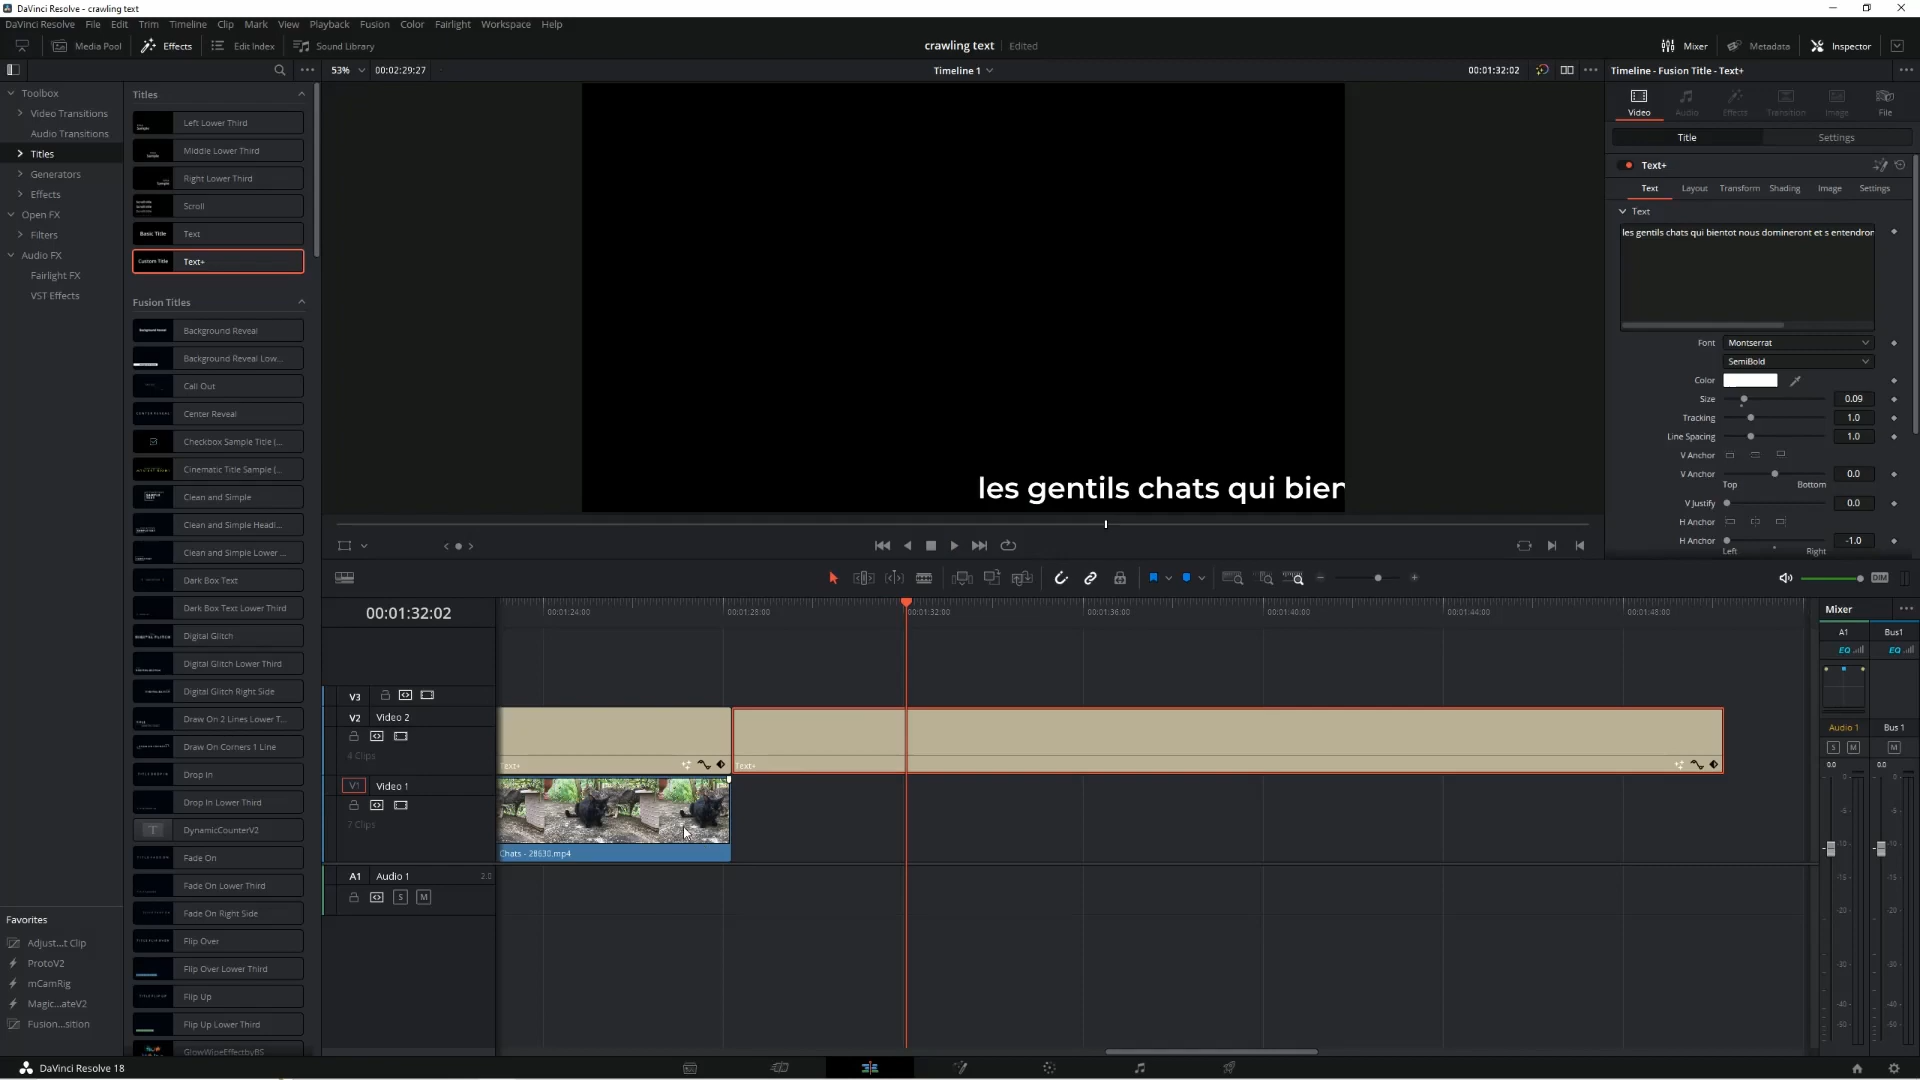 DaVinci Resolve - crawling text
DaVinci Resolve File Edit Trim Timeline Clip Mark View Playback Fusion Color Fairlight Workspace Help
Media Pool Effects Edit Index Sound Library crawling text Edited Mixer Metadata Inspector
53% 00:02:29:27 Timeline 1 00:01:32:02 Timeline - Fusion Title - Text+
Toolbox
Video Transitions
Audio Transitions
Titles
Generators
Effects
Open FX
Filters
Audio FX
Fairlight FX
VST Effects
Favorites
Adjust...t Clip
ProtoV2
mCamRig
Magic...ateV2
Fusion...sition
Titles
Left Lower Third
Middle Lower Third
Right Lower Third
Scroll
Basic Title Text
Custom Title Text+
Fusion Titles
Background Reveal
Background Reveal Low...
Call Out
Center Reveal
Checkbox Sample Title (...
Cinematic Title Sample (...
Clean and Simple
Clean and Simple Headl...
Clean and Simple Lower ...
Dark Box Text
Dark Box Text Lower Third
Digital Glitch
Digital Glitch Lower Third
Digital Glitch Right Side
Draw On 2 Lines Lower T...
Draw On Corners 1 Line
Drop In
Drop In Lower Third
T DynamicCounterV2
Fade On
Fade On Lower Third
Fade On Right Side
Flip Over
Flip Over Lower Third
Flip Up
Flip Up Lower Third
GlowWipeEffectbyBS
les gentils chats qui bien
Video Audio Effects Transition Image File
Title Settings
Text+
Text Layout Transform Shading Image Settings
Text
les gentils chats qui bientot nous domineront et s entendron
Font Montserrat
SemiBold
Color
Size 0.09
Tracking 1.0
Line Spacing 1.0
V Anchor
V Anchor 0.0
Top Bottom
V Justify 0.0
H Anchor
H Anchor -1.0
Left Right
DIM
00:01:32:02
00:01:24:00 00:01:28:00 00:01:32:00 00:01:36:00 00:01:40:00 00:01:44:00 00:01:48:00
V3
V2 Video 2
4 Clips
Text+ Text+
V1 Video 1
7 Clips
Chats - 28630.mp4
A1 Audio 1 2.0
S M
Mixer
A1 Bus1
EQ EQ
Audio 1 Bus 1
S M M
0.0 0.0
DaVinci Resolve 18